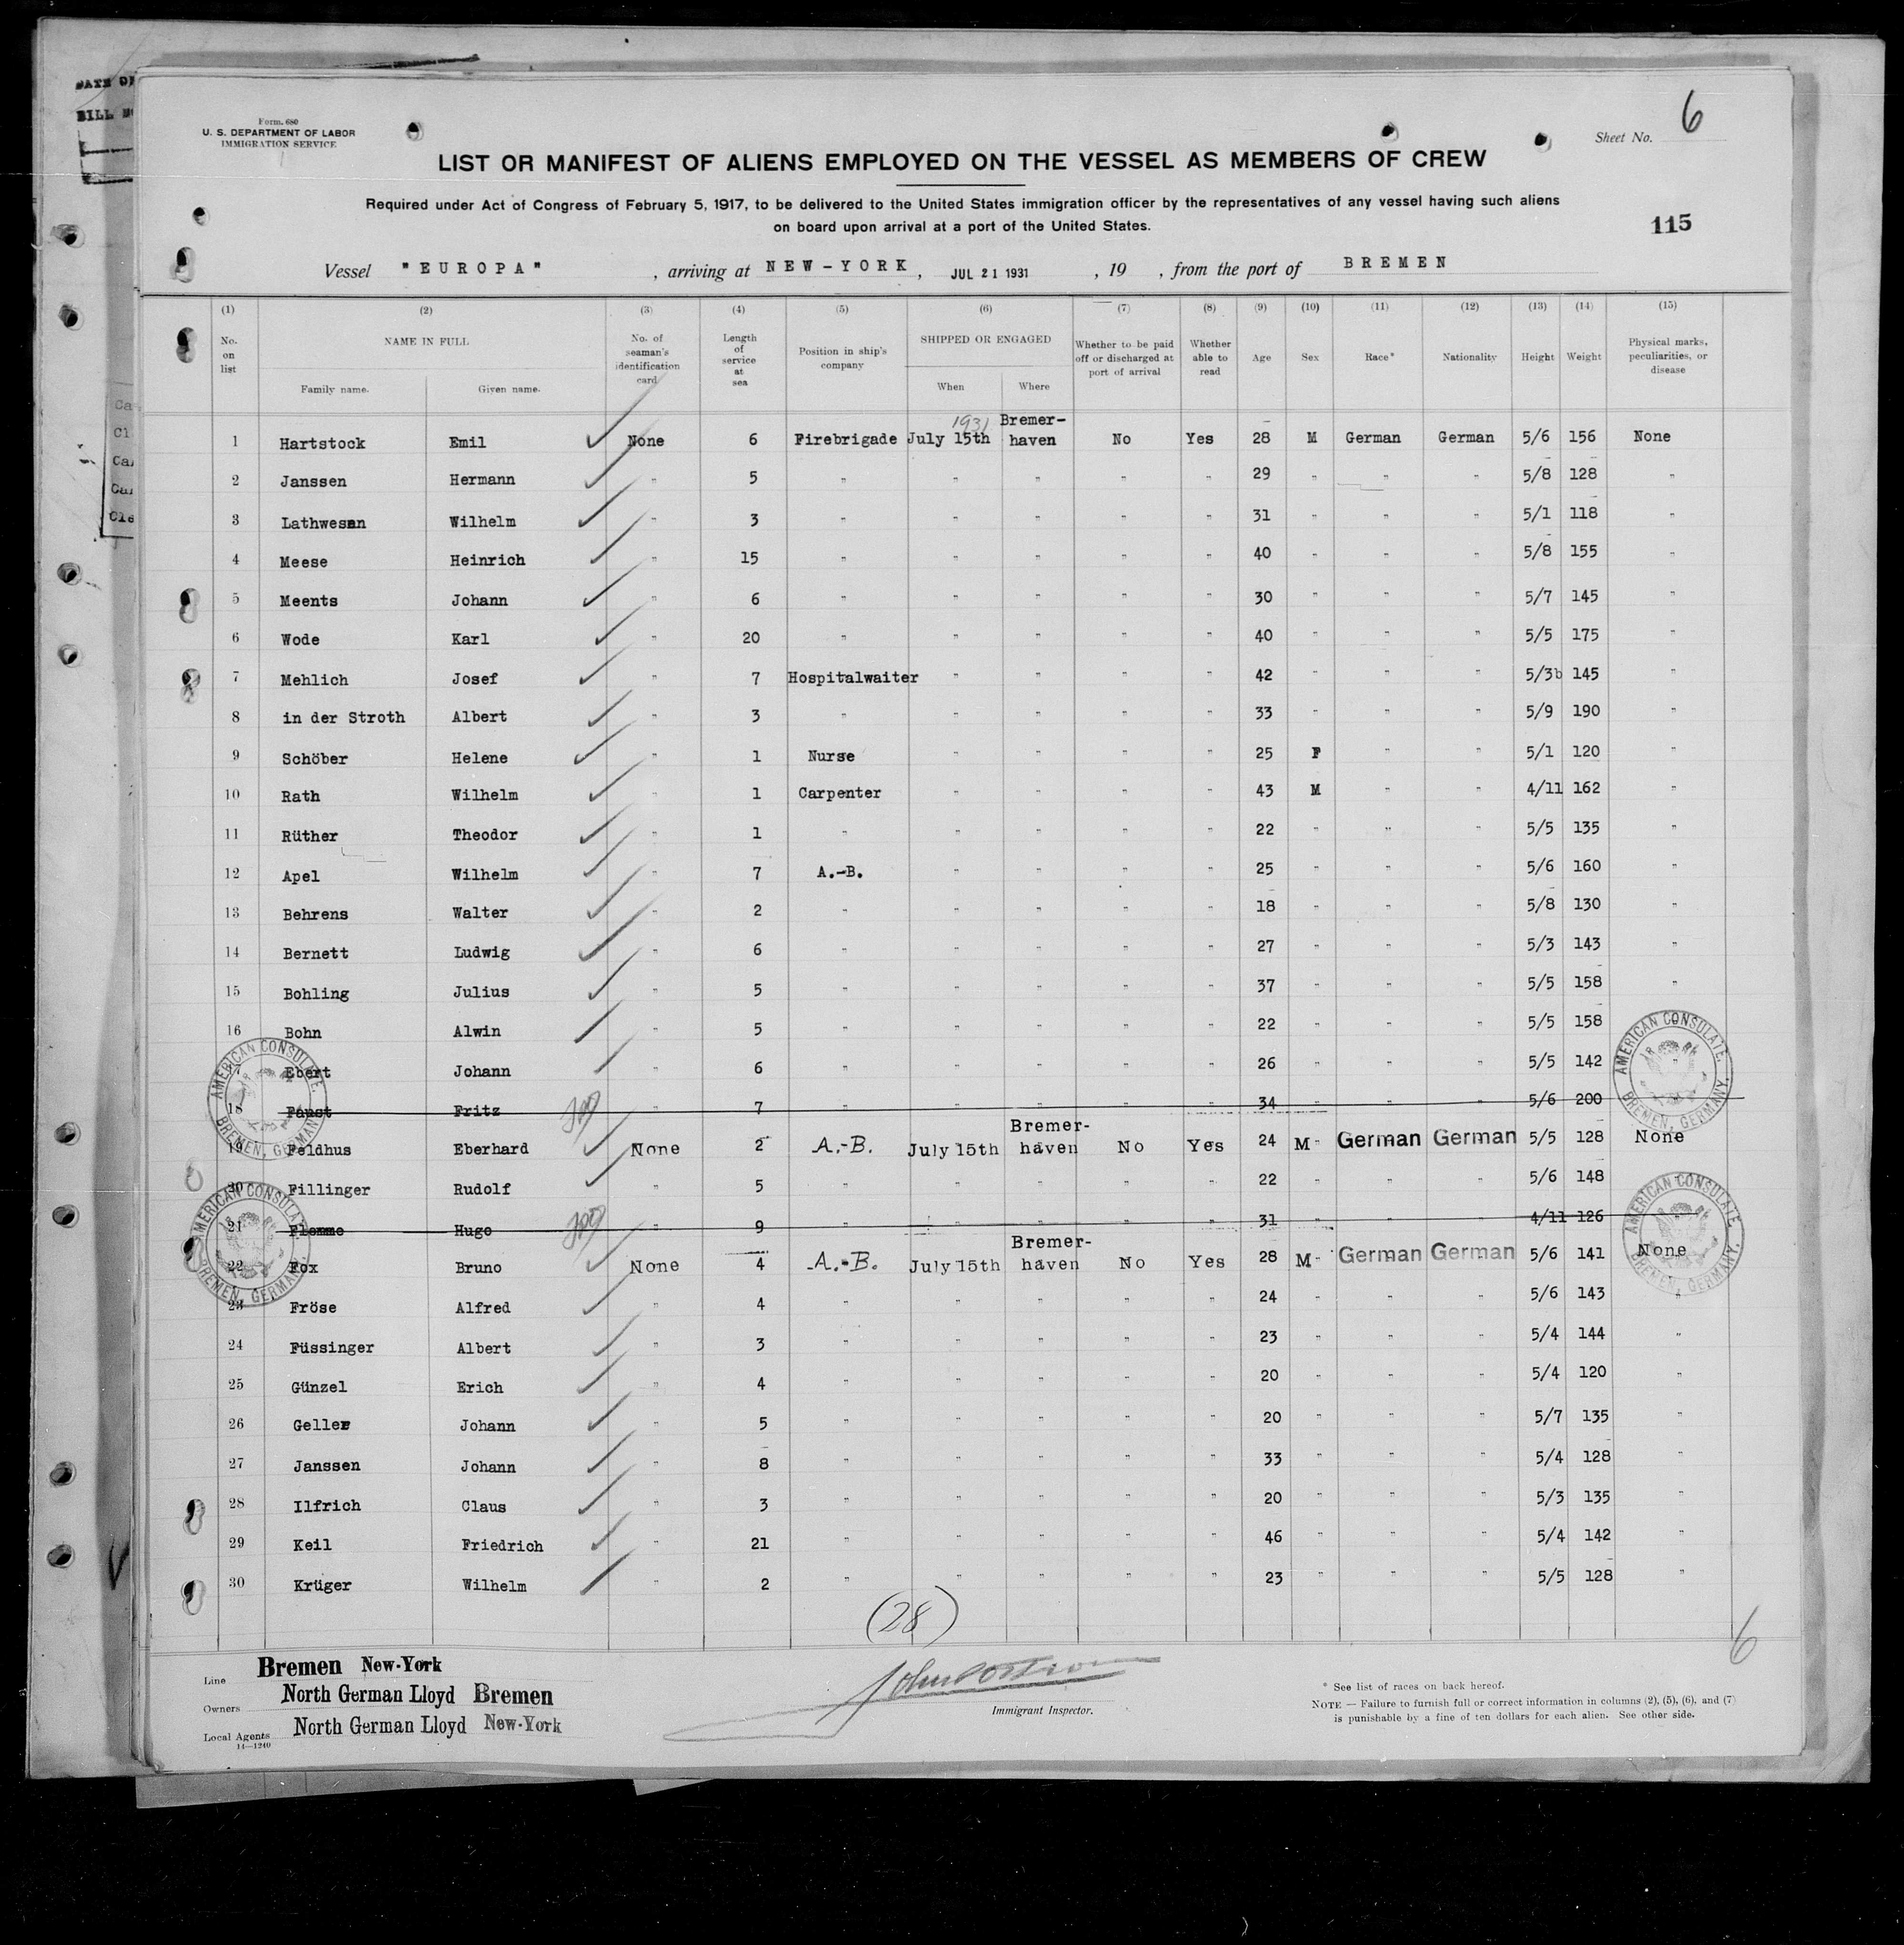 DATE OF
BILL
Form. 680
U. S. DEPARTMENT OF LABOR
IMMIGRATION SERVICE
Sheet No. 6
LIST OR MANIFEST OF ALIENS EMPLOYED ON THE VESSEL AS MEMBERS OF CREW
Required under Act of Congress of February 5, 1917, to be delivered to the United States immigration officer by the representatives of any vessel having such aliens
on board upon arrival at a port of the United States.
115
Vessel "EUROPA" , arriving at NEW-YORK , JUL 21 1931 , 19 , from the port of BREMEN
(1) (2) (3) (4) (5) (6) (7) (8) (9) (10) (11) (12) (13) (14) (15)
No. on list NAME IN FULL Family name. Given name. No. of seaman's identification card Length of service at sea Position in ship's company SHIPPED OR ENGAGED When Where Whether to be paid off or discharged at port of arrival Whether able to read Age Sex Race* Nationality Height Weight Physical marks, peculiarities, or disease
1 Hartstock Emil None 6 Firebrigade 1931 July 15th Bremer-haven No Yes 28 M German German 5/6 156 None
2 Janssen Hermann " 5 " " " " " 29 " " " 5/8 128 "
3 Lathwesen Wilhelm " 3 " " " " " 31 " " " 5/1 118 "
4 Meese Heinrich " 15 " " " " " 40 " " " 5/8 155 "
5 Meents Johann " 6 " " " " " 30 " " " 5/7 145 "
6 Wode Karl " 20 " " " " " 40 " " " 5/5 175 "
7 Mehlich Josef " 7 Hospitalwaiter " " " " 42 " " " 5/3b 145 "
8 in der Stroth Albert " 3 " " " " " 33 " " " 5/9 190 "
9 Schöber Helene " 1 Nurse " " " " 25 F " " 5/1 120 "
10 Rath Wilhelm " 1 Carpenter " " " " 43 M " " 4/11 162 "
11 Rüther Theodor " 1 " " " " " 22 " " " 5/5 135 "
12 Apel Wilhelm " 7 A.-B. " " " " 25 " " " 5/6 160 "
13 Behrens Walter " 2 " " " " " 18 " " " 5/8 130 "
14 Bernett Ludwig " 6 " " " " " 27 " " " 5/3 143 "
15 Bohling Julius " 5 " " " " " 37 " " " 5/5 158 "
16 Bohn Alwin " 5 " " " " " 22 " " " 5/5 158 "
17 Ebert Johann " 6 " " " " " 26 " " " 5/5 142 "
18 Faust Fritz " 7 " " " " " 34 " " " 5/6 200
19 Feldhus Eberhard None 2 A.-B. July 15th Bremer-haven No Yes 24 M " German German 5/5 128 None
20 Fillinger Rudolf " 5 " " " " " 22 " " " 5/6 148
21 Flemme Hugo " 9 " " " " " 31 " " " 4/11 126
22 Fox Bruno None 4 A.-B. July 15th Bremer-haven No Yes 28 M " German German 5/6 141 None
23 Fröse Alfred " 4 " " " " " 24 " " " 5/6 143 "
24 Füssinger Albert " 3 " " " " " 23 " " " 5/4 144 "
25 Günzel Erich " 4 " " " " " 20 " " " 5/4 120 "
26 Geller Johann " 5 " " " " " 20 " " " 5/7 135 "
27 Janssen Johann " 8 " " " " " 33 " " " 5/4 128 "
28 Ilfrich Claus " 3 " " " " " 20 " " " 5/3 135 "
29 Keil Friedrich " 21 " " " " " 46 " " " 5/4 142 "
30 Krüger Wilhelm " 2 " " " " " 23 " " " 5/5 128 "
AMERICAN CONSULATE, BREMEN, GERMANY.
AMERICAN CONSULATE, BREMEN, GERMANY.
AMERICAN CONSULATE, BREMEN, GERMANY.
AMERICAN CONSULATE, BREMEN, GERMANY.
(28)
6
Line Bremen New-York
Owners North German Lloyd Bremen
Local Agents North German Lloyd New-York
14—1240
Immigrant Inspector.
* See list of races on back hereof.
NOTE — Failure to furnish full or correct information in columns (2), (5), (6), and (7)
is punishable by a fine of ten dollars for each alien. See other side.